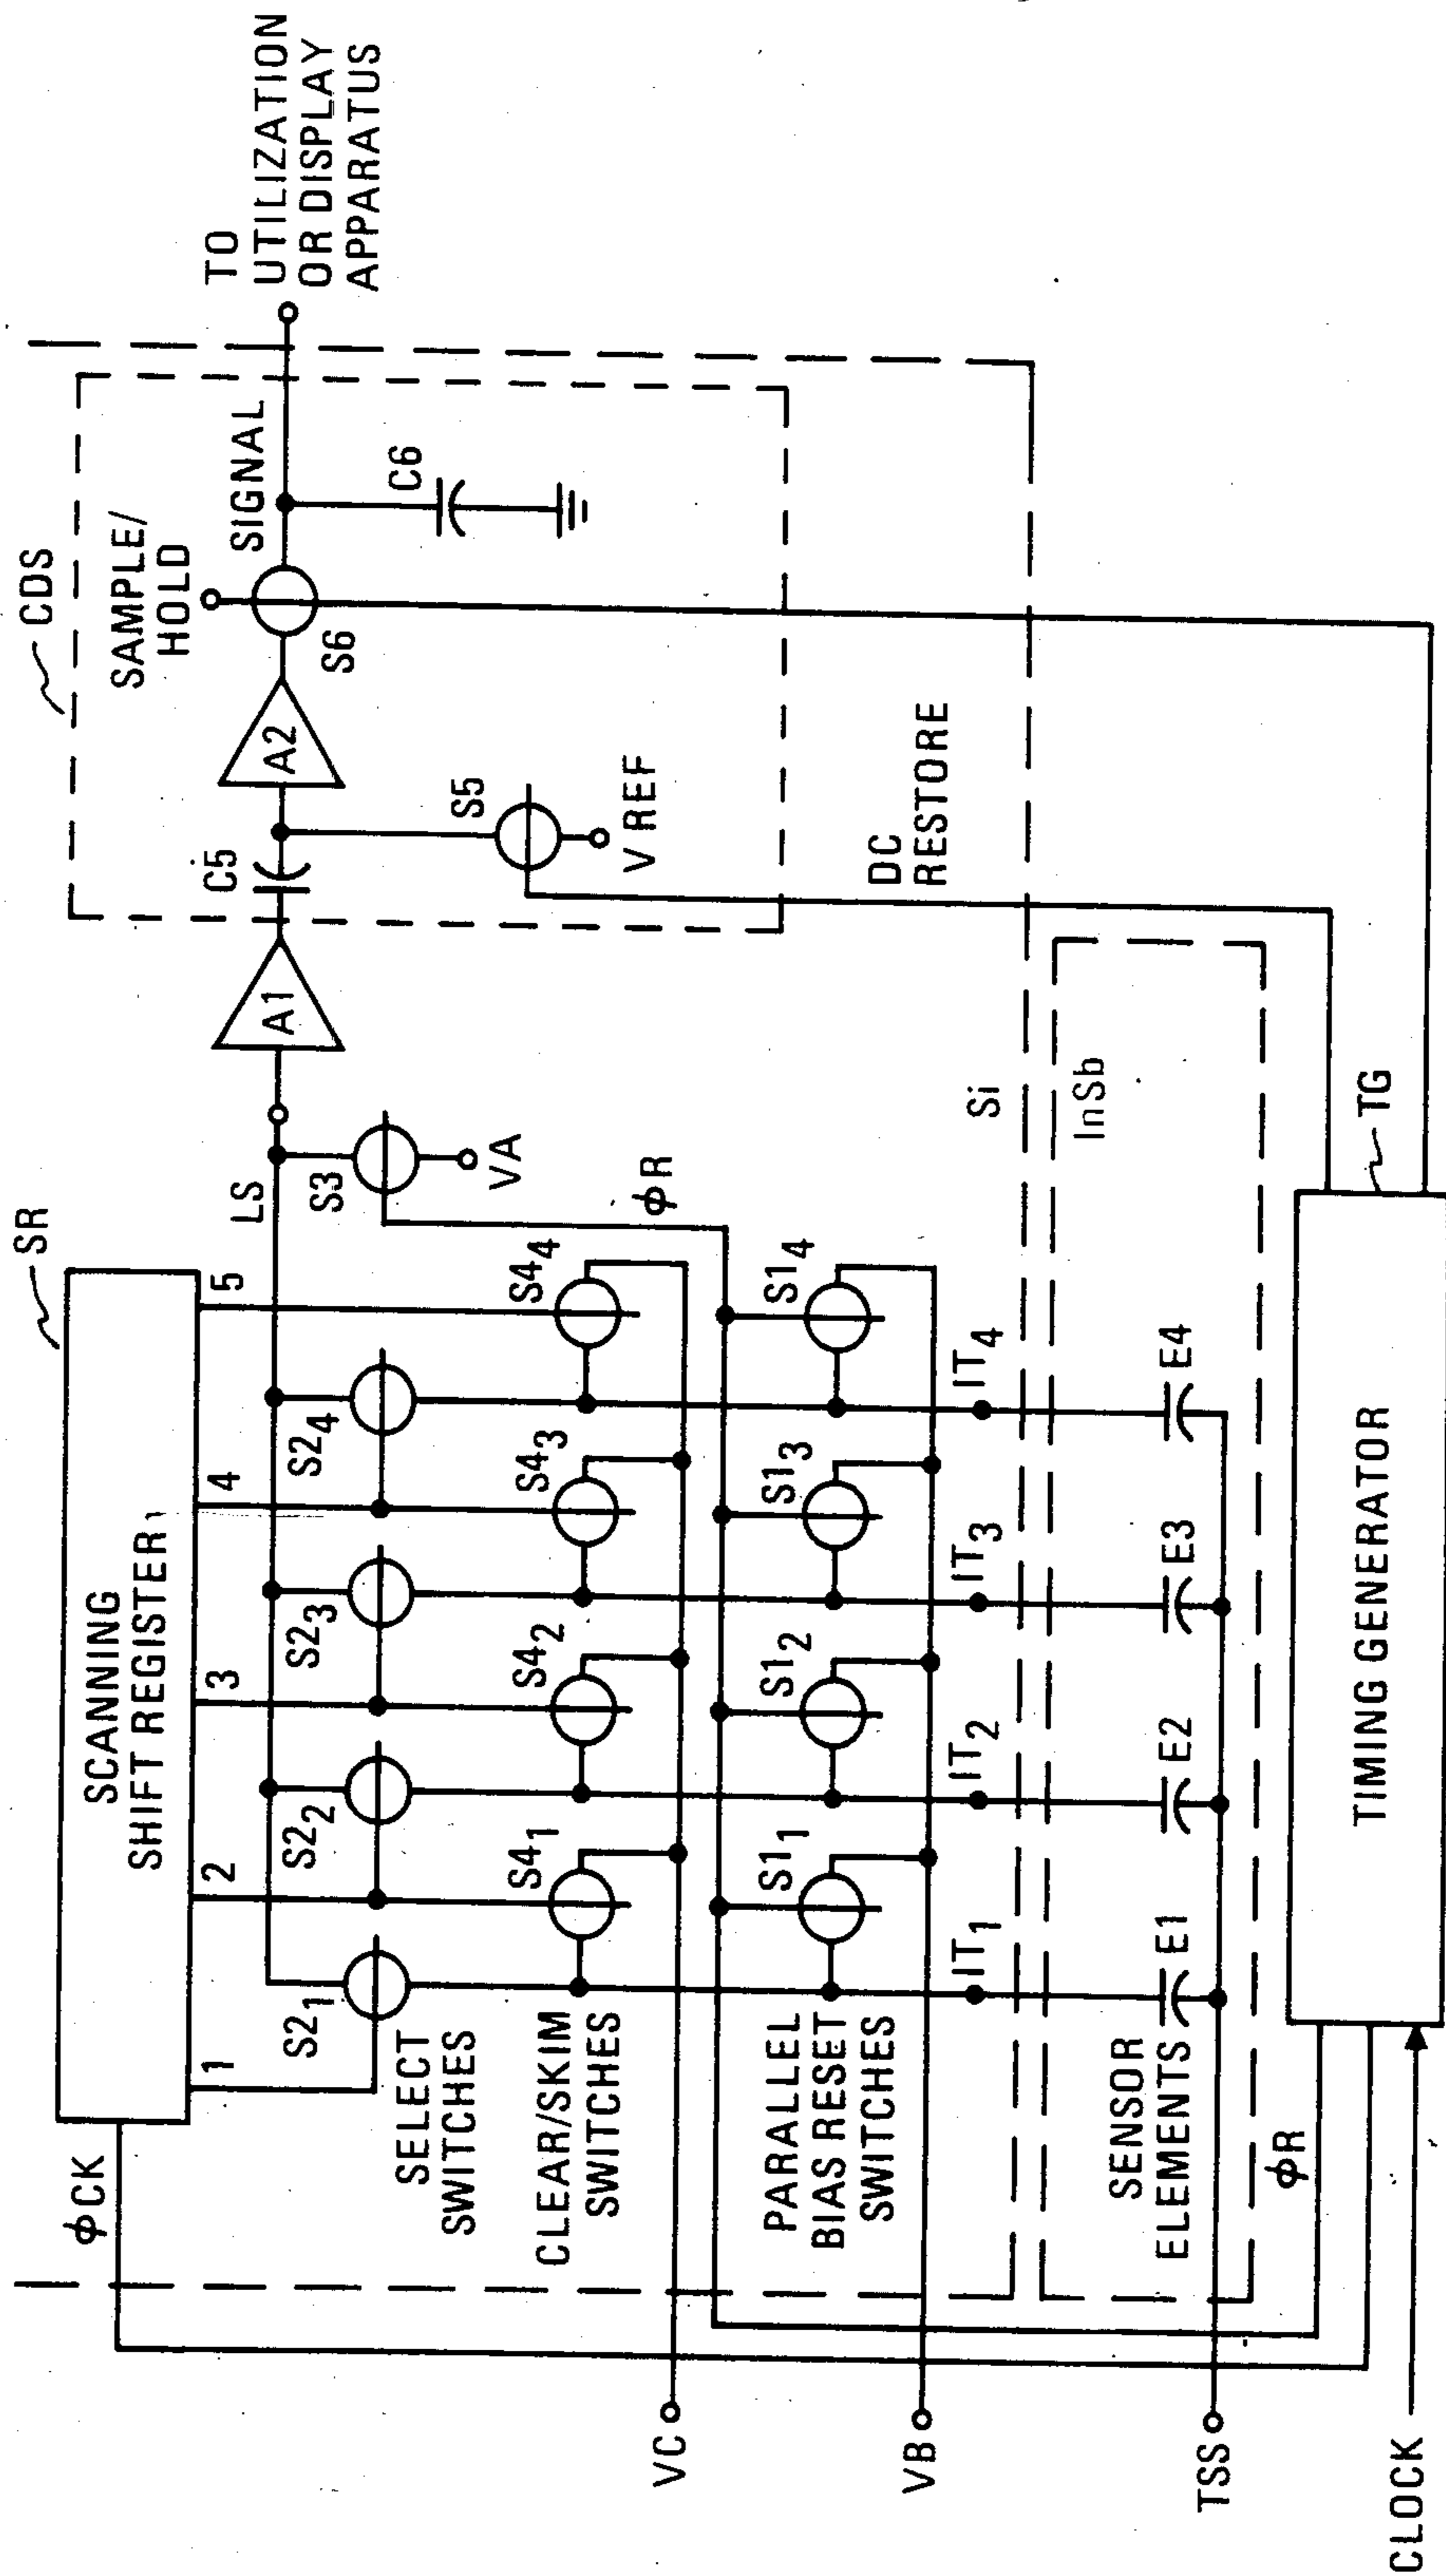 SR
SCANNING
SHIFT REGISTER
ϕCK
1
2
3
4
5
LS
S2₁
S2₂
S2₃
S2₄
SELECT
SWITCHES
S3
VA
A1
CDS
C5
A2
SAMPLE/
HOLD
SIGNAL
S6
C6
S5
V REF
TO
UTILIZATION
OR DISPLAY
APPARATUS
CLEAR/SKIM
SWITCHES
S4₁
S4₂
S4₃
S4₄
VC
ϕR
PARALLEL
BIAS RESET
SWITCHES
S1₁
S1₂
S1₃
S1₄
VB
DC
RESTORE
IT₁
IT₂
IT₃
IT₄
Si
InSb
SENSOR
ELEMENTS
E1
E2
E3
E4
TSS
ϕR
TIMING GENERATOR
TG
CLOCK